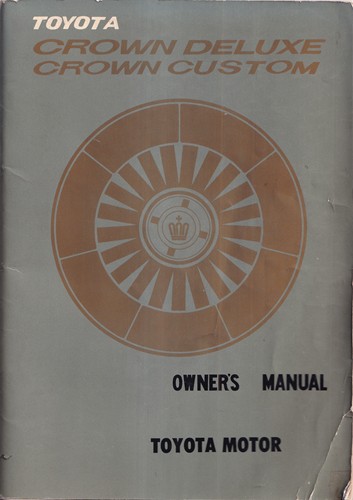 TOYOTA
CROWN DELUXE
CROWN CUSTOM
OWNER'S MANUAL
TOYOTA MOTOR